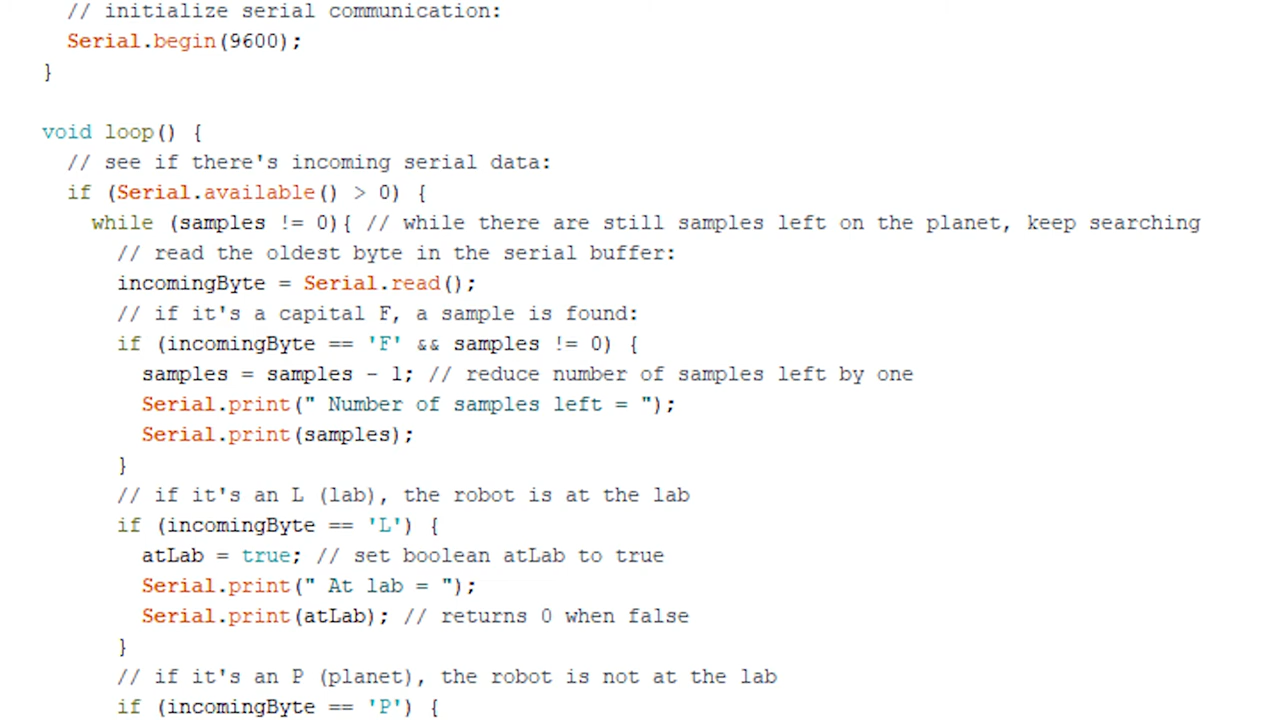 // initialize serial communication:
Serial.begin(9600);
}
void loop() {
// see if there's incoming serial data:
if (Serial.available() > 0) {
while (samples != 0){ // while there are still samples left on the planet, keep searching
// read the oldest byte in the serial buffer:
incomingByte = Serial.read();
// if it's a capital F, a sample is found:
if (incomingByte == 'F' && samples != 0) {
samples = samples - 1; // reduce number of samples left by one
Serial.print(" Number of samples left = ");
Serial.print(samples);
}
// if it's an L (lab), the robot is at the lab
if (incomingByte == 'L') {
atLab = true; // set boolean atLab to true
Serial.print(" At lab = ");
Serial.print(atLab); // returns 0 when false
}
// if it's an P (planet), the robot is not at the lab
if (incomingByte == 'P') {